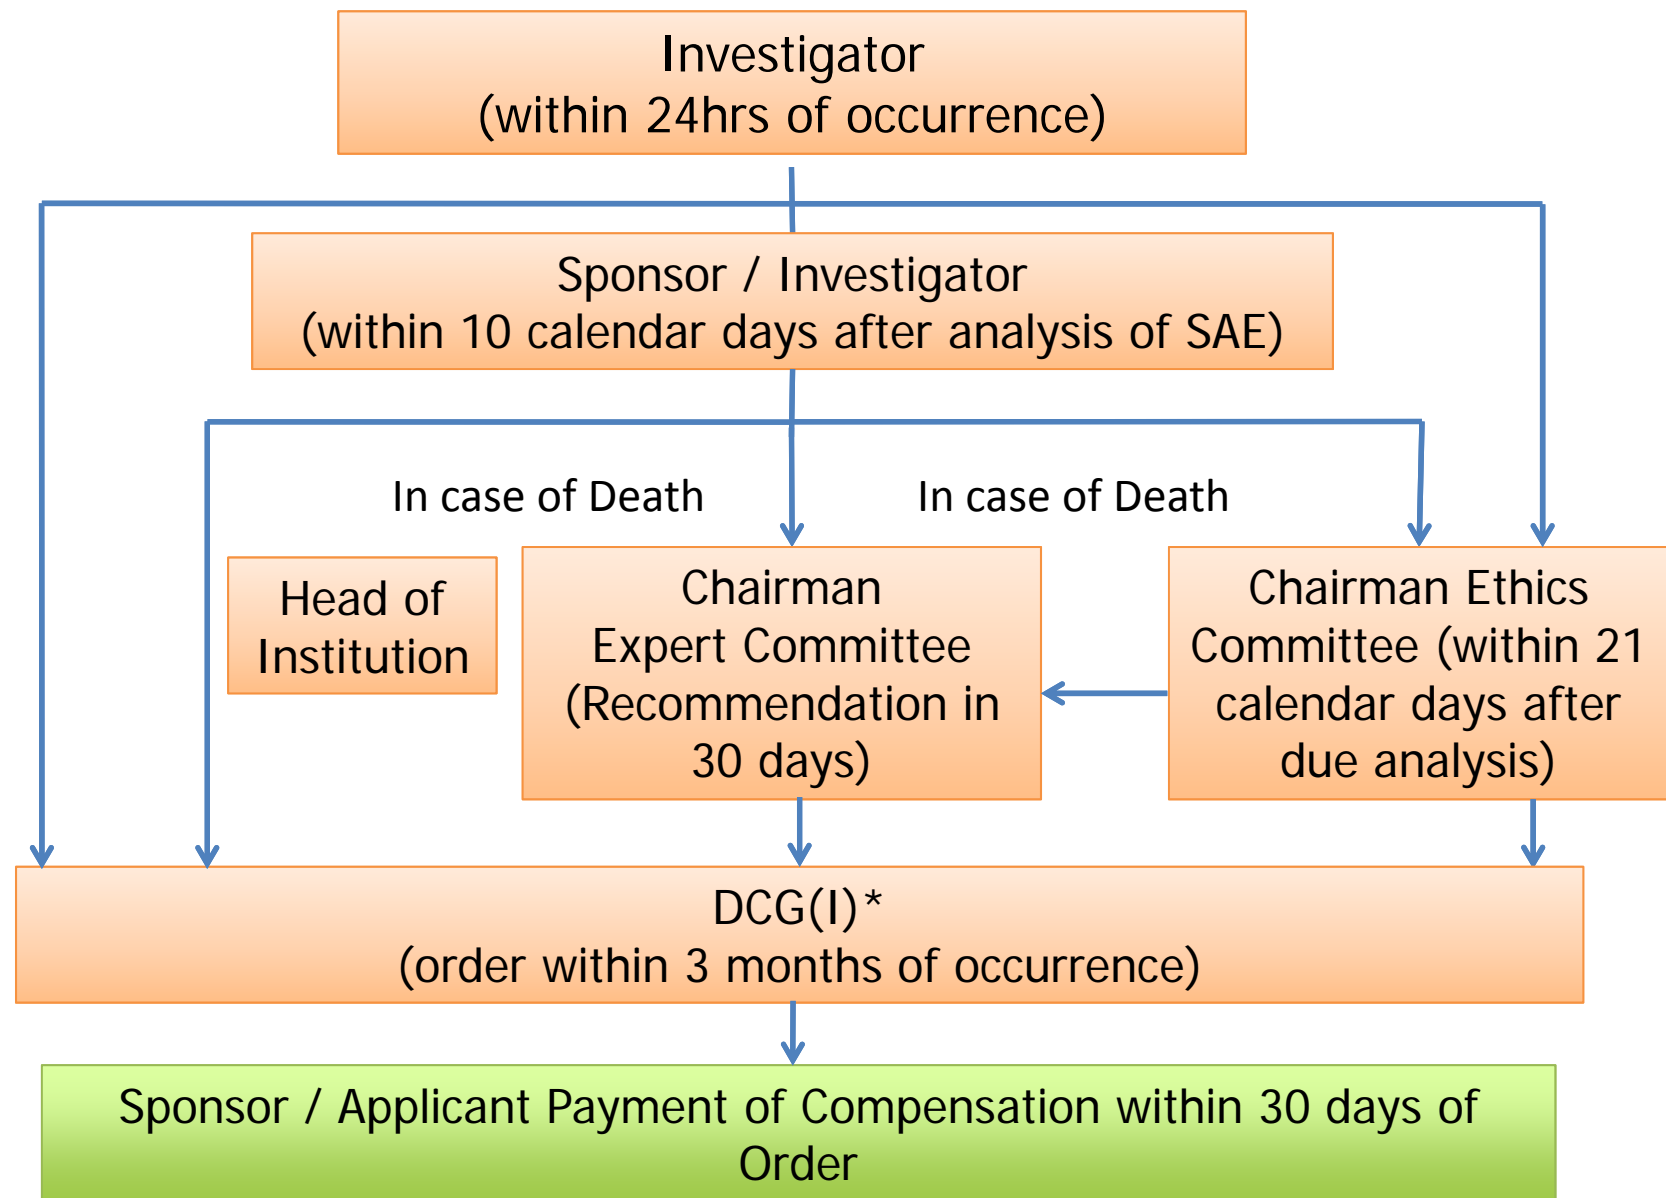 Investigator
(within 24hrs of occurrence)
Sponsor / Investigator
(within 10 calendar days after analysis of SAE)
In case of Death
In case of Death
Head of
Institution
Chairman
Expert Committee
(Recommendation in
30 days)
Chairman Ethics
Committee (within 21
calendar days after
due analysis)
DCG(I)*
(order within 3 months of occurrence)
Sponsor / Applicant Payment of Compensation within 30 days of
Order